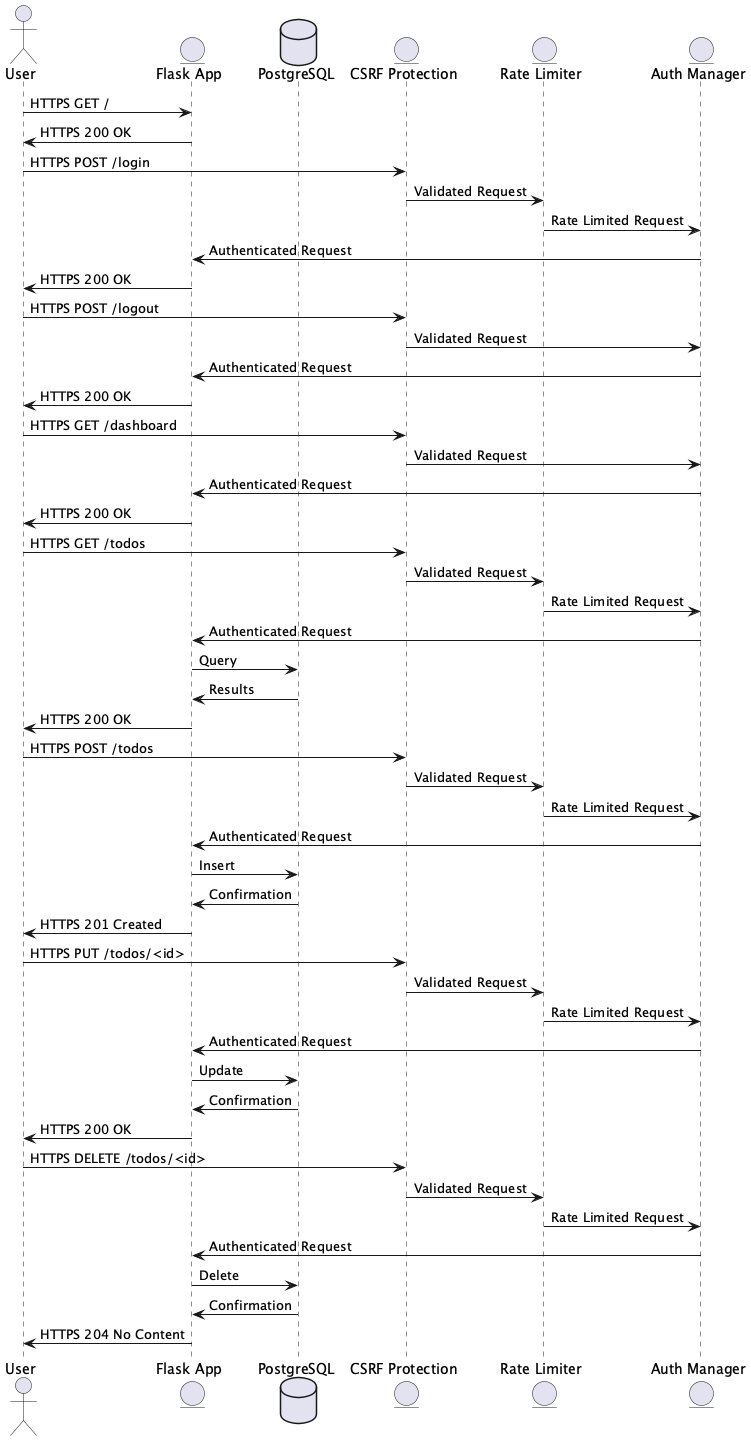 User
Flask App
PostgreSQL
CSRF Protection
Rate Limiter
Auth Manager
HTTPS GET /
HTTPS 200 OK
HTTPS POST /login
Validated Request
Rate Limited Request
Authenticated Request
HTTPS 200 OK
HTTPS POST /logout
Validated Request
Authenticated Request
HTTPS 200 OK
HTTPS GET /dashboard
Validated Request
Authenticated Request
HTTPS 200 OK
HTTPS GET /todos
Validated Request
Rate Limited Request
Authenticated Request
Query
Results
HTTPS 200 OK
HTTPS POST /todos
Validated Request
Rate Limited Request
Authenticated Request
Insert
Confirmation
HTTPS 201 Created
HTTPS PUT /todos/<id>
Validated Request
Rate Limited Request
Authenticated Request
Update
Confirmation
HTTPS 200 OK
HTTPS DELETE /todos/<id>
Validated Request
Rate Limited Request
Authenticated Request
Delete
Confirmation
HTTPS 204 No Content
User
Flask App
PostgreSQL
CSRF Protection
Rate Limiter
Auth Manager